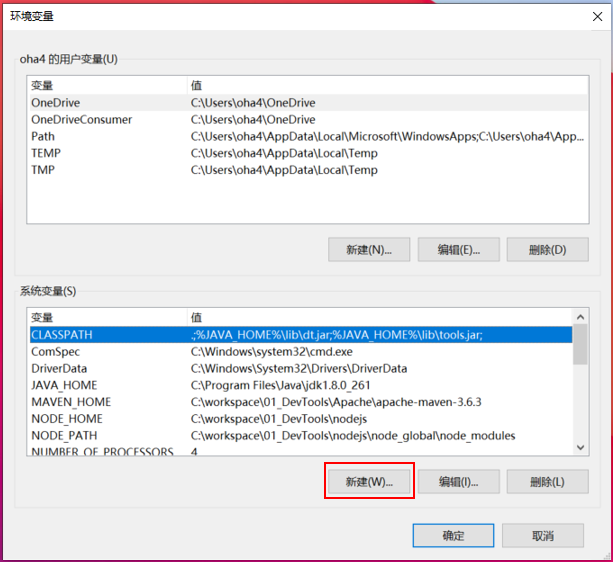 环境变量
oha4 的用户变量(U)
变量 值
OneDrive C:\Users\oha4\OneDrive
OneDriveConsumer C:\Users\oha4\OneDrive
Path C:\Users\oha4\AppData\Local\Microsoft\WindowsApps;C:\Users\oha4\App...
TEMP C:\Users\oha4\AppData\Local\Temp
TMP C:\Users\oha4\AppData\Local\Temp
新建(N)... 编辑(E)... 删除(D)
系统变量(S)
变量 值
CLASSPATH .;%JAVA_HOME%\lib\dt.jar;%JAVA_HOME%\lib\tools.jar;
ComSpec C:\Windows\system32\cmd.exe
DriverData C:\Windows\System32\Drivers\DriverData
JAVA_HOME C:\Program Files\Java\jdk1.8.0_261
MAVEN_HOME C:\workspace\01_DevTools\Apache\apache-maven-3.6.3
NODE_HOME C:\workspace\01_DevTools\nodejs
NODE_PATH C:\workspace\01_DevTools\nodejs\node_global\node_modules
NUMBER_OF_PROCESSORS 4
新建(W)... 编辑(I)... 删除(L)
确定 取消